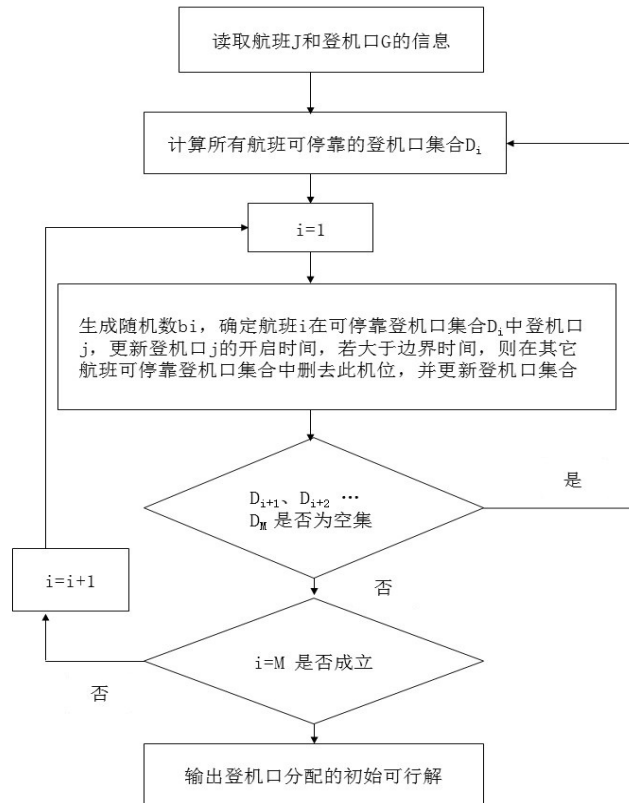 读取航班J和登机口G的信息
计算所有航班可停靠的登机口集合Dᵢ
i=1
生成随机数bi，确定航班i在可停靠登机口集合Dᵢ中登机口
j，更新登机口j的开启时间，若大于边界时间，则在其它
航班可停靠登机口集合中删去此机位，并更新登机口集合
Dᵢ₊₁、Dᵢ₊₂ …
D_M 是否为空集
是
i=i+1
否
i=M 是否成立
否
输出登机口分配的初始可行解